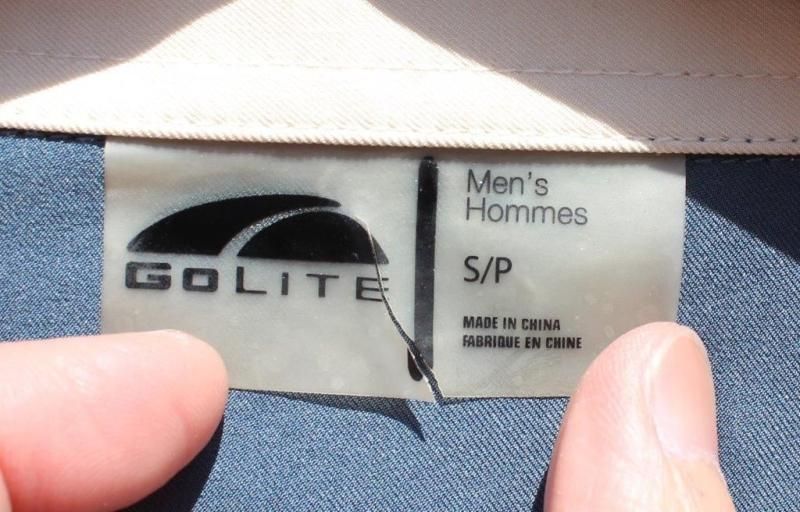 GOLITE
Men's
Hommes
S/P
MADE IN CHINA
FABRIQUE EN CHINE